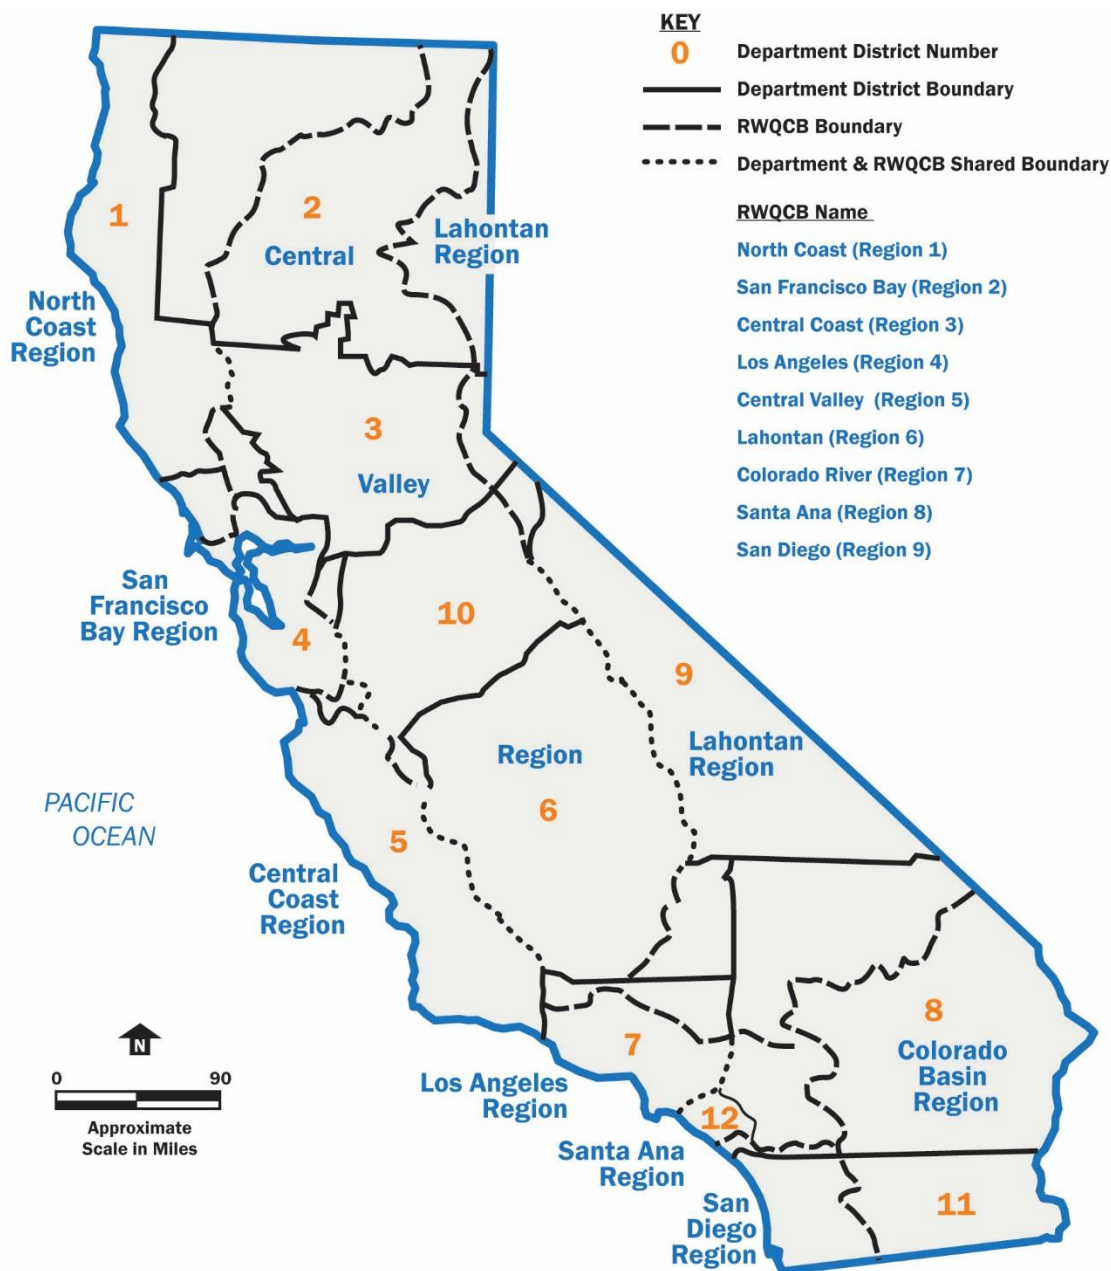 KEY
0 Department District Number
Department District Boundary
RWQCB Boundary
Department & RWQCB Shared Boundary
RWQCB Name
North Coast (Region 1)
San Francisco Bay (Region 2)
Central Coast (Region 3)
Los Angeles (Region 4)
Central Valley (Region 5)
Lahontan (Region 6)
Colorado River (Region 7)
Santa Ana (Region 8)
San Diego (Region 9)
1
2
Central
Lahontan
Region
North
Coast
Region
3
Valley
San
Francisco
Bay Region
4
10
9
Lahontan
Region
Region
6
PACIFIC
OCEAN
5
Central
Coast
Region
8
Colorado
Basin
Region
7
N
0 90
Approximate
Scale in Miles
Los Angeles
Region
12
Santa Ana
Region
San
Diego
Region
11